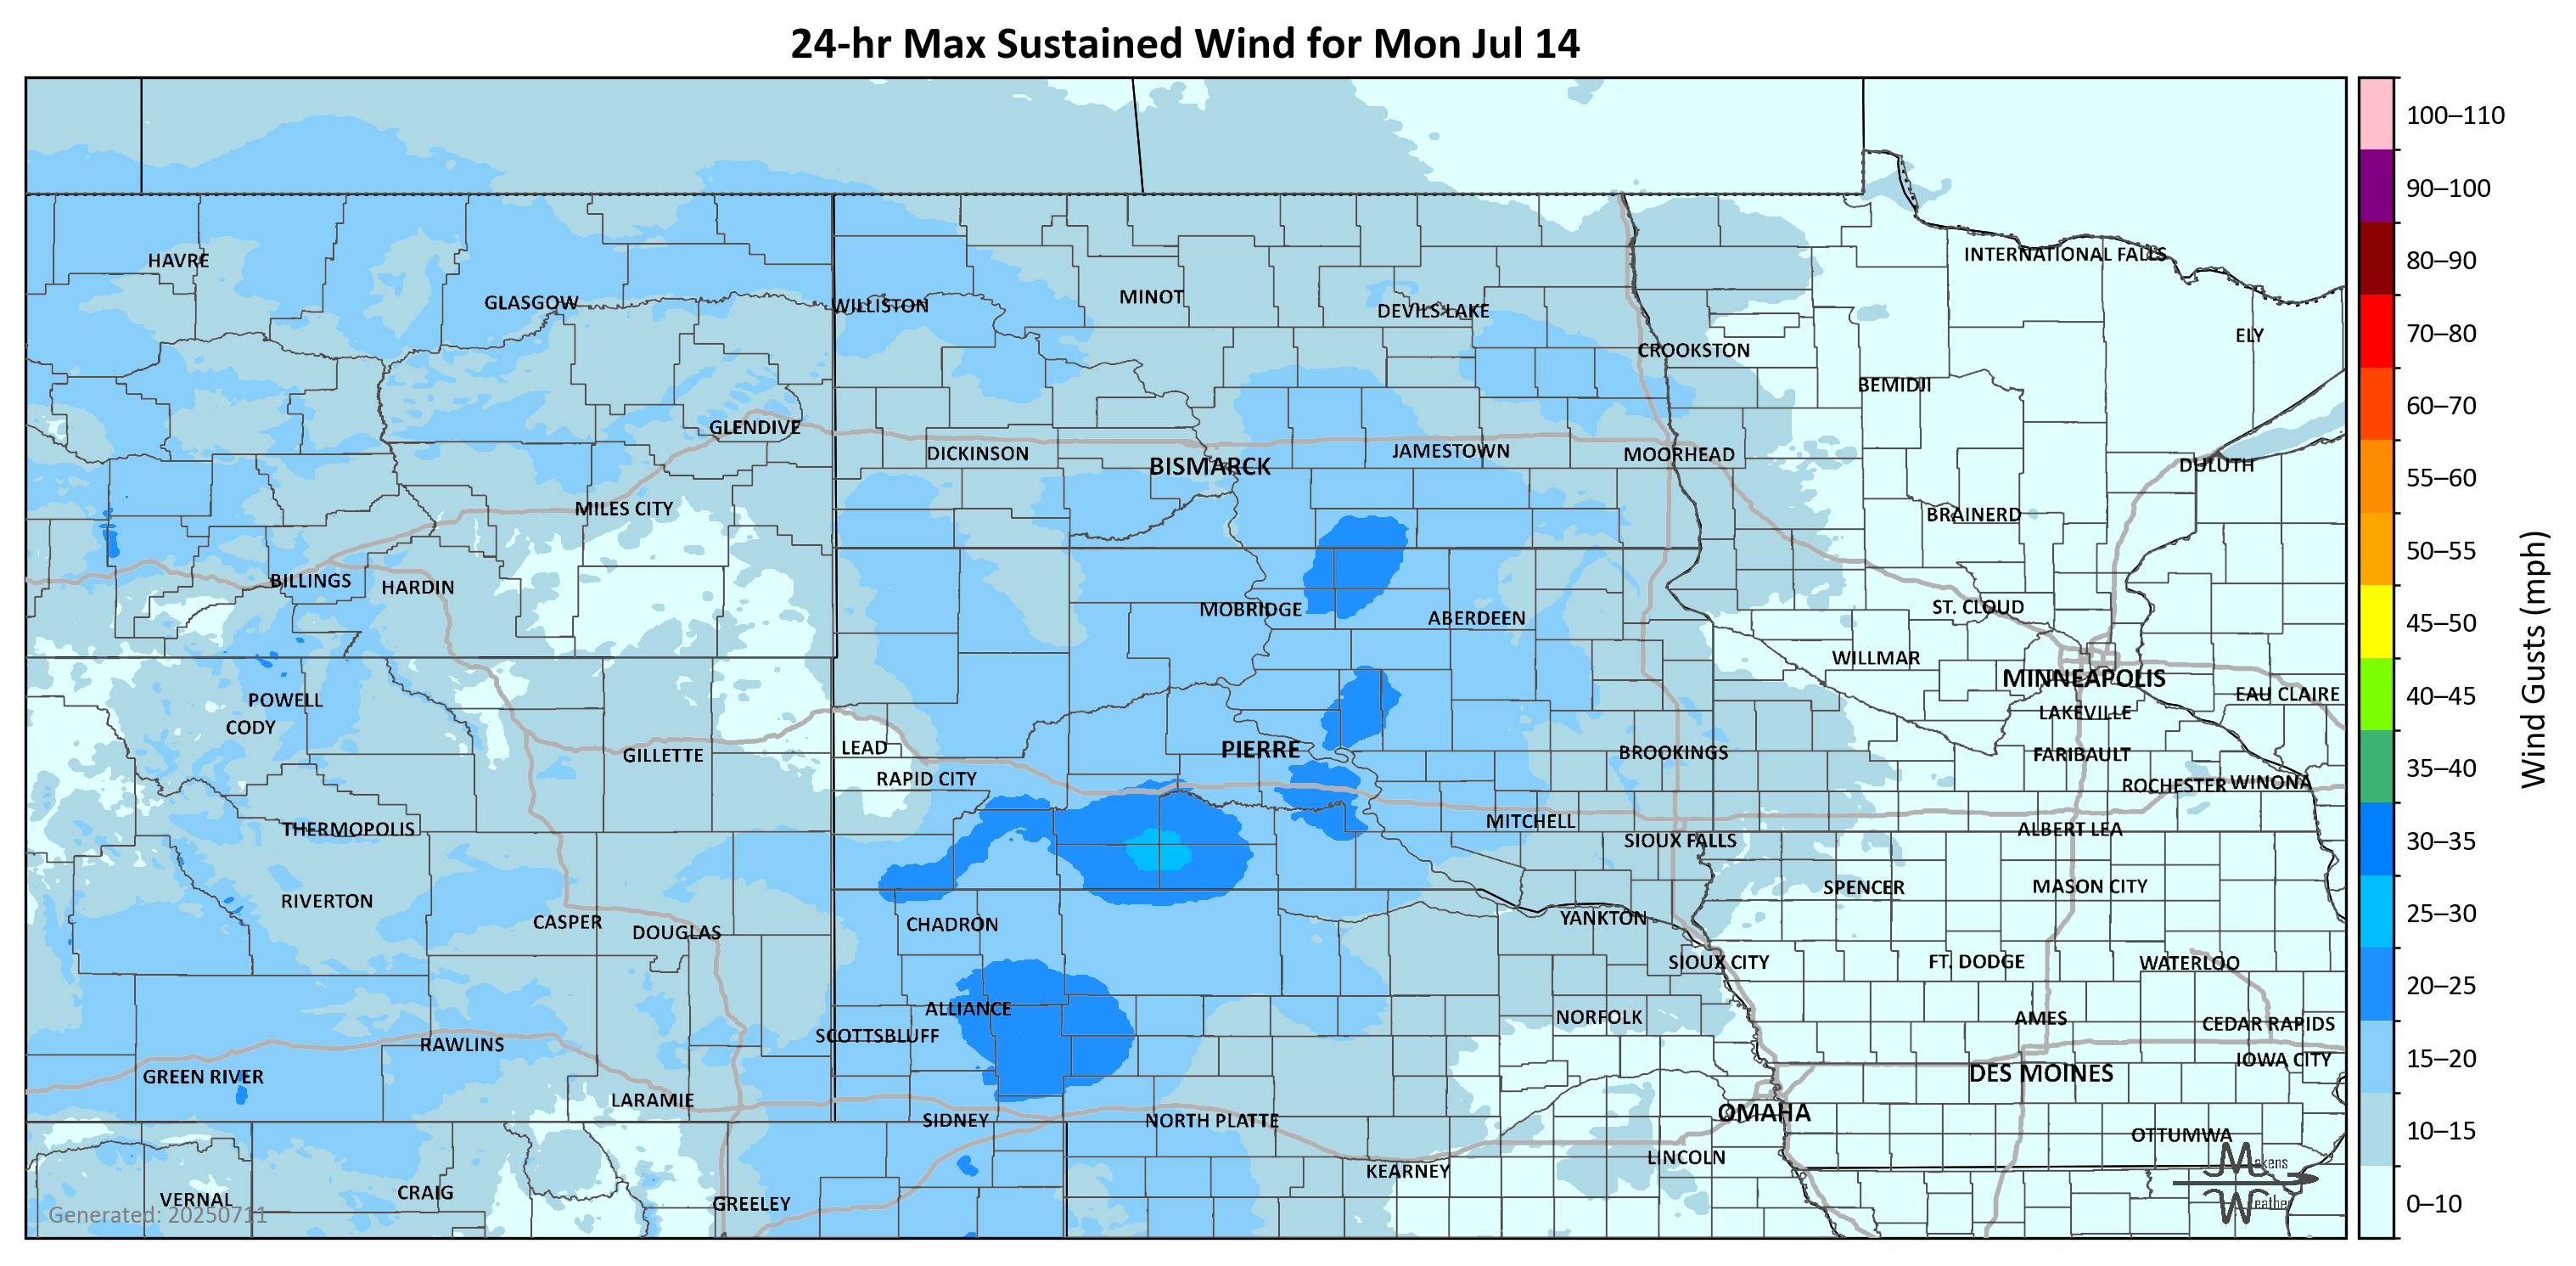 24-hr Max Sustained Wind for Mon Jul 14
100–110
90–100
80–90
70–80
60–70
55–60
50–55
45–50
40–45
35–40
30–35
25–30
20–25
15–20
10–15
0–10
Wind Gusts (mph)
HAVRE
INTERNATIONAL FALLS
GLASGOW
WILLISTON
MINOT
DEVILS LAKE
ELY
CROOKSTON
BEMIDJI
GLENDIVE
DICKINSON
BISMARCK
JAMESTOWN
MOORHEAD
DULUTH
MILES CITY
BRAINERD
BILLINGS
HARDIN
MOBRIDGE
ABERDEEN
ST. CLOUD
WILLMAR
MINNEAPOLIS
POWELL
EAU CLAIRE
CODY
LAKEVILLE
GILLETTE
LEAD
PIERRE
BROOKINGS
FARIBAULT
RAPID CITY
ROCHESTER
WINONA
THERMOPOLIS
MITCHELL
ALBERT LEA
SIOUX FALLS
RIVERTON
SPENCER
MASON CITY
CASPER
DOUGLAS
CHADRON
YANKTON
SIOUX CITY
FT. DODGE
WATERLOO
ALLIANCE
NORFOLK
AMES
CEDAR RAPIDS
SCOTTSBLUFF
RAWLINS
IOWA CITY
GREEN RIVER
DES MOINES
LARAMIE
SIDNEY
NORTH PLATTE
OMAHA
OTTUMWA
LINCOLN
KEARNEY
VERNAL
CRAIG
GREELEY
Makens
Weather
Generated: 20250711